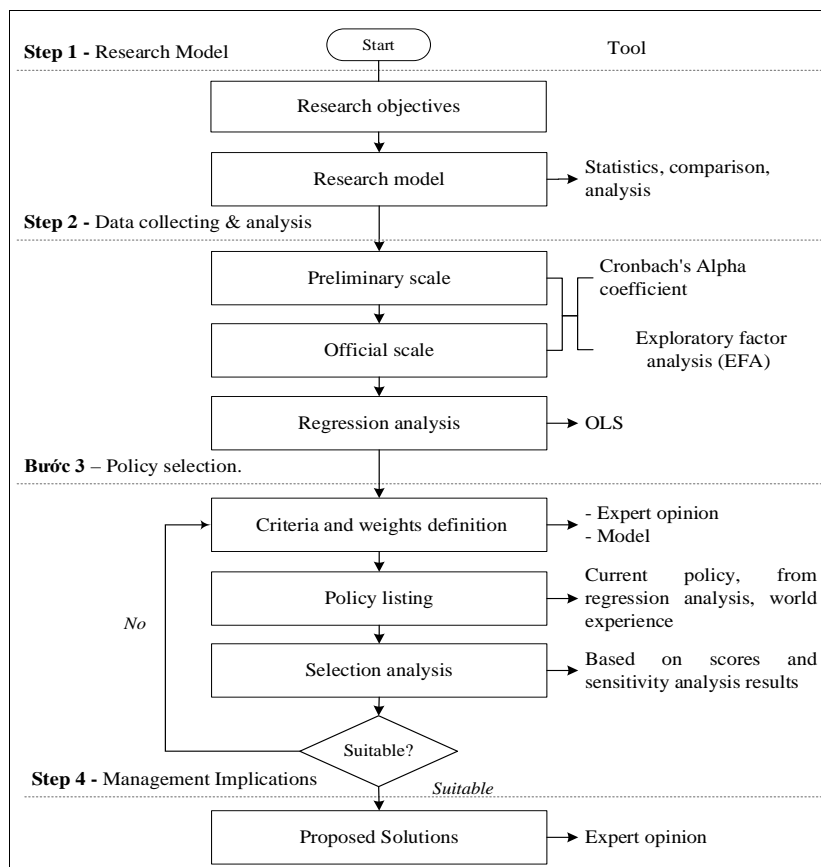 Start
Step 1 - Research Model
Tool
Research objectives
Research model
Statistics, comparison,
analysis
Step 2 - Data collecting & analysis
Preliminary scale
Cronbach's Alpha
coefficient
Official scale
Exploratory factor
analysis (EFA)
Regression analysis
OLS
Bước 3 – Policy selection.
Criteria and weights definition
- Expert opinion
- Model
Policy listing
Current policy, from
regression analysis, world
experience
No
Selection analysis
Based on scores and
sensitivity analysis results
Suitable?
Step 4 - Management Implications
Suitable
Proposed Solutions
Expert opinion